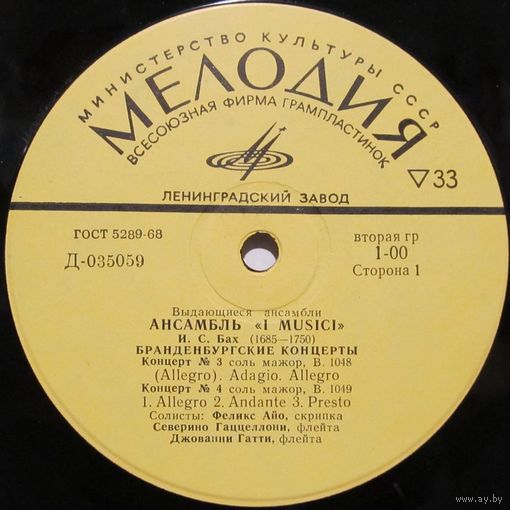 МИНИСТЕРСТВО КУЛЬТУРЫ СССР
МЕЛОДИЯ
ВСЕСОЮЗНАЯ ФИРМА ГРАМПЛАСТИНОК
▽33
ЛЕНИНГРАДСКИЙ ЗАВОД
ГОСТ 5289-68
вторая гр
Д-035059
1-00
Сторона 1
Выдающиеся ансамбли
АНСАМБЛЬ «I MUSICI»
И. С. Бах (1685—1750)
БРАНДЕНБУРГСКИЕ КОНЦЕРТЫ
Концерт № 3 соль мажор, В. 1048
(Allegro). Adagio. Allegro
Концерт № 4 соль мажор, В. 1049
1. Allegro 2. Andante 3. Presto
Солисты: Феликс Айо, скрипка
Северино Гаццеллони, флейта
Джованни Гатти, флейта
www.ay.by